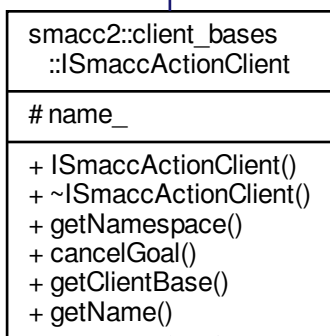 smacc2::client_bases
::ISmaccActionClient
# name_
+ ISmaccActionClient()
+ ~ISmaccActionClient()
+ getNamespace()
+ cancelGoal()
+ getClientBase()
+ getName()